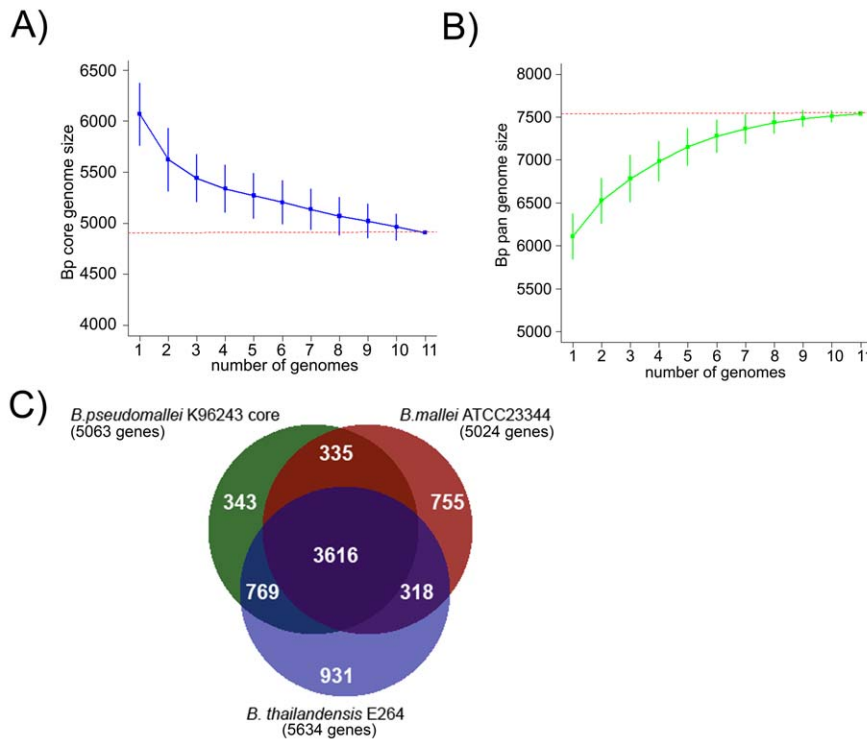 A)
6500
6000
5500
5000
4500
4000
Bp core genome size
1 2 3 4 5 6 7 8 9 10 11
number of genomes
B)
8000
7500
7000
6500
6000
5500
5000
Bp pan genome size
1 2 3 4 5 6 7 8 9 10 11
number of genomes
C)
B.pseudomallei K96243 core
(5063 genes)
B.mallei ATCC23344
(5024 genes)
335
343
755
3616
769
318
931
B. thailandensis E264
(5634 genes)